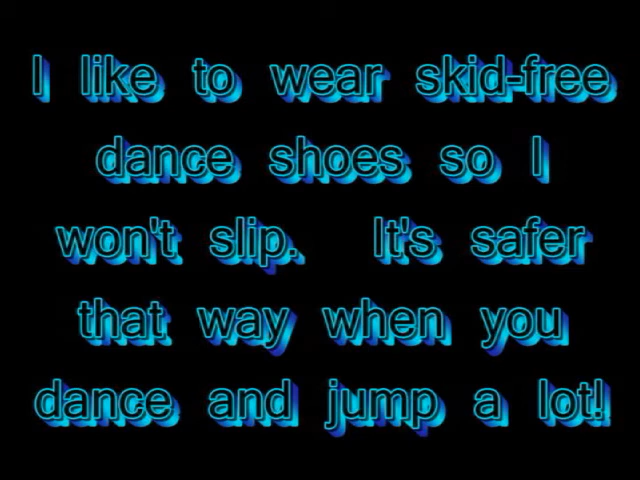 I like to wear skid-free
dance shoes so I
won't slip. It's safer
that way when you
dance and jump a lot!